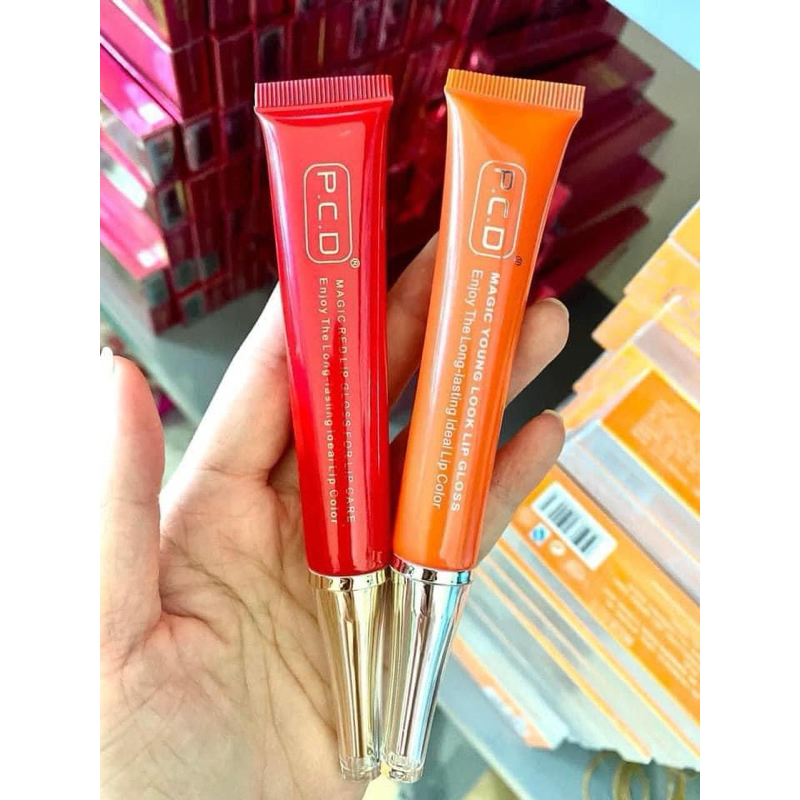 P.C.D®
MAGIC RED LIP GLOSS FOR LIP CARE
Enjoy The Long-lasting Ideal Lip Color
P.C.D®
MAGIC YOUNG LOOK LIP GLOSS
Enjoy The Long-lasting Ideal Lip Color